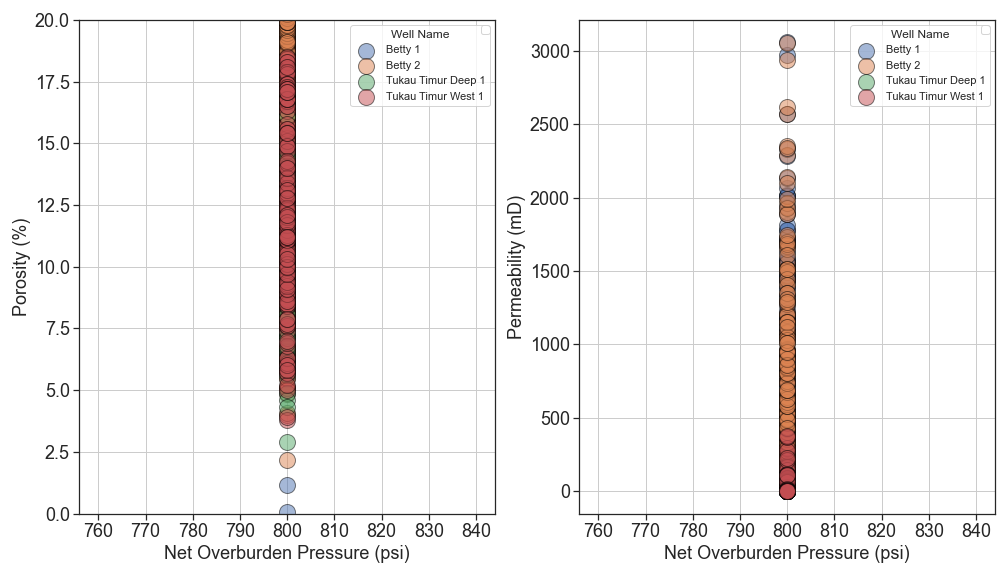 20.0
17.5
15.0
12.5
10.0
7.5
5.0
2.5
0.0
Porosity (%)
760 770 780 790 800 810 820 830 840
Net Overburden Pressure (psi)
Well Name
Betty 1
Betty 2
Tukau Timur Deep 1
Tukau Timur West 1
3000
2500
2000
1500
1000
500
0
Permeability (mD)
760 770 780 790 800 810 820 830 840
Net Overburden Pressure (psi)
Well Name
Betty 1
Betty 2
Tukau Timur Deep 1
Tukau Timur West 1